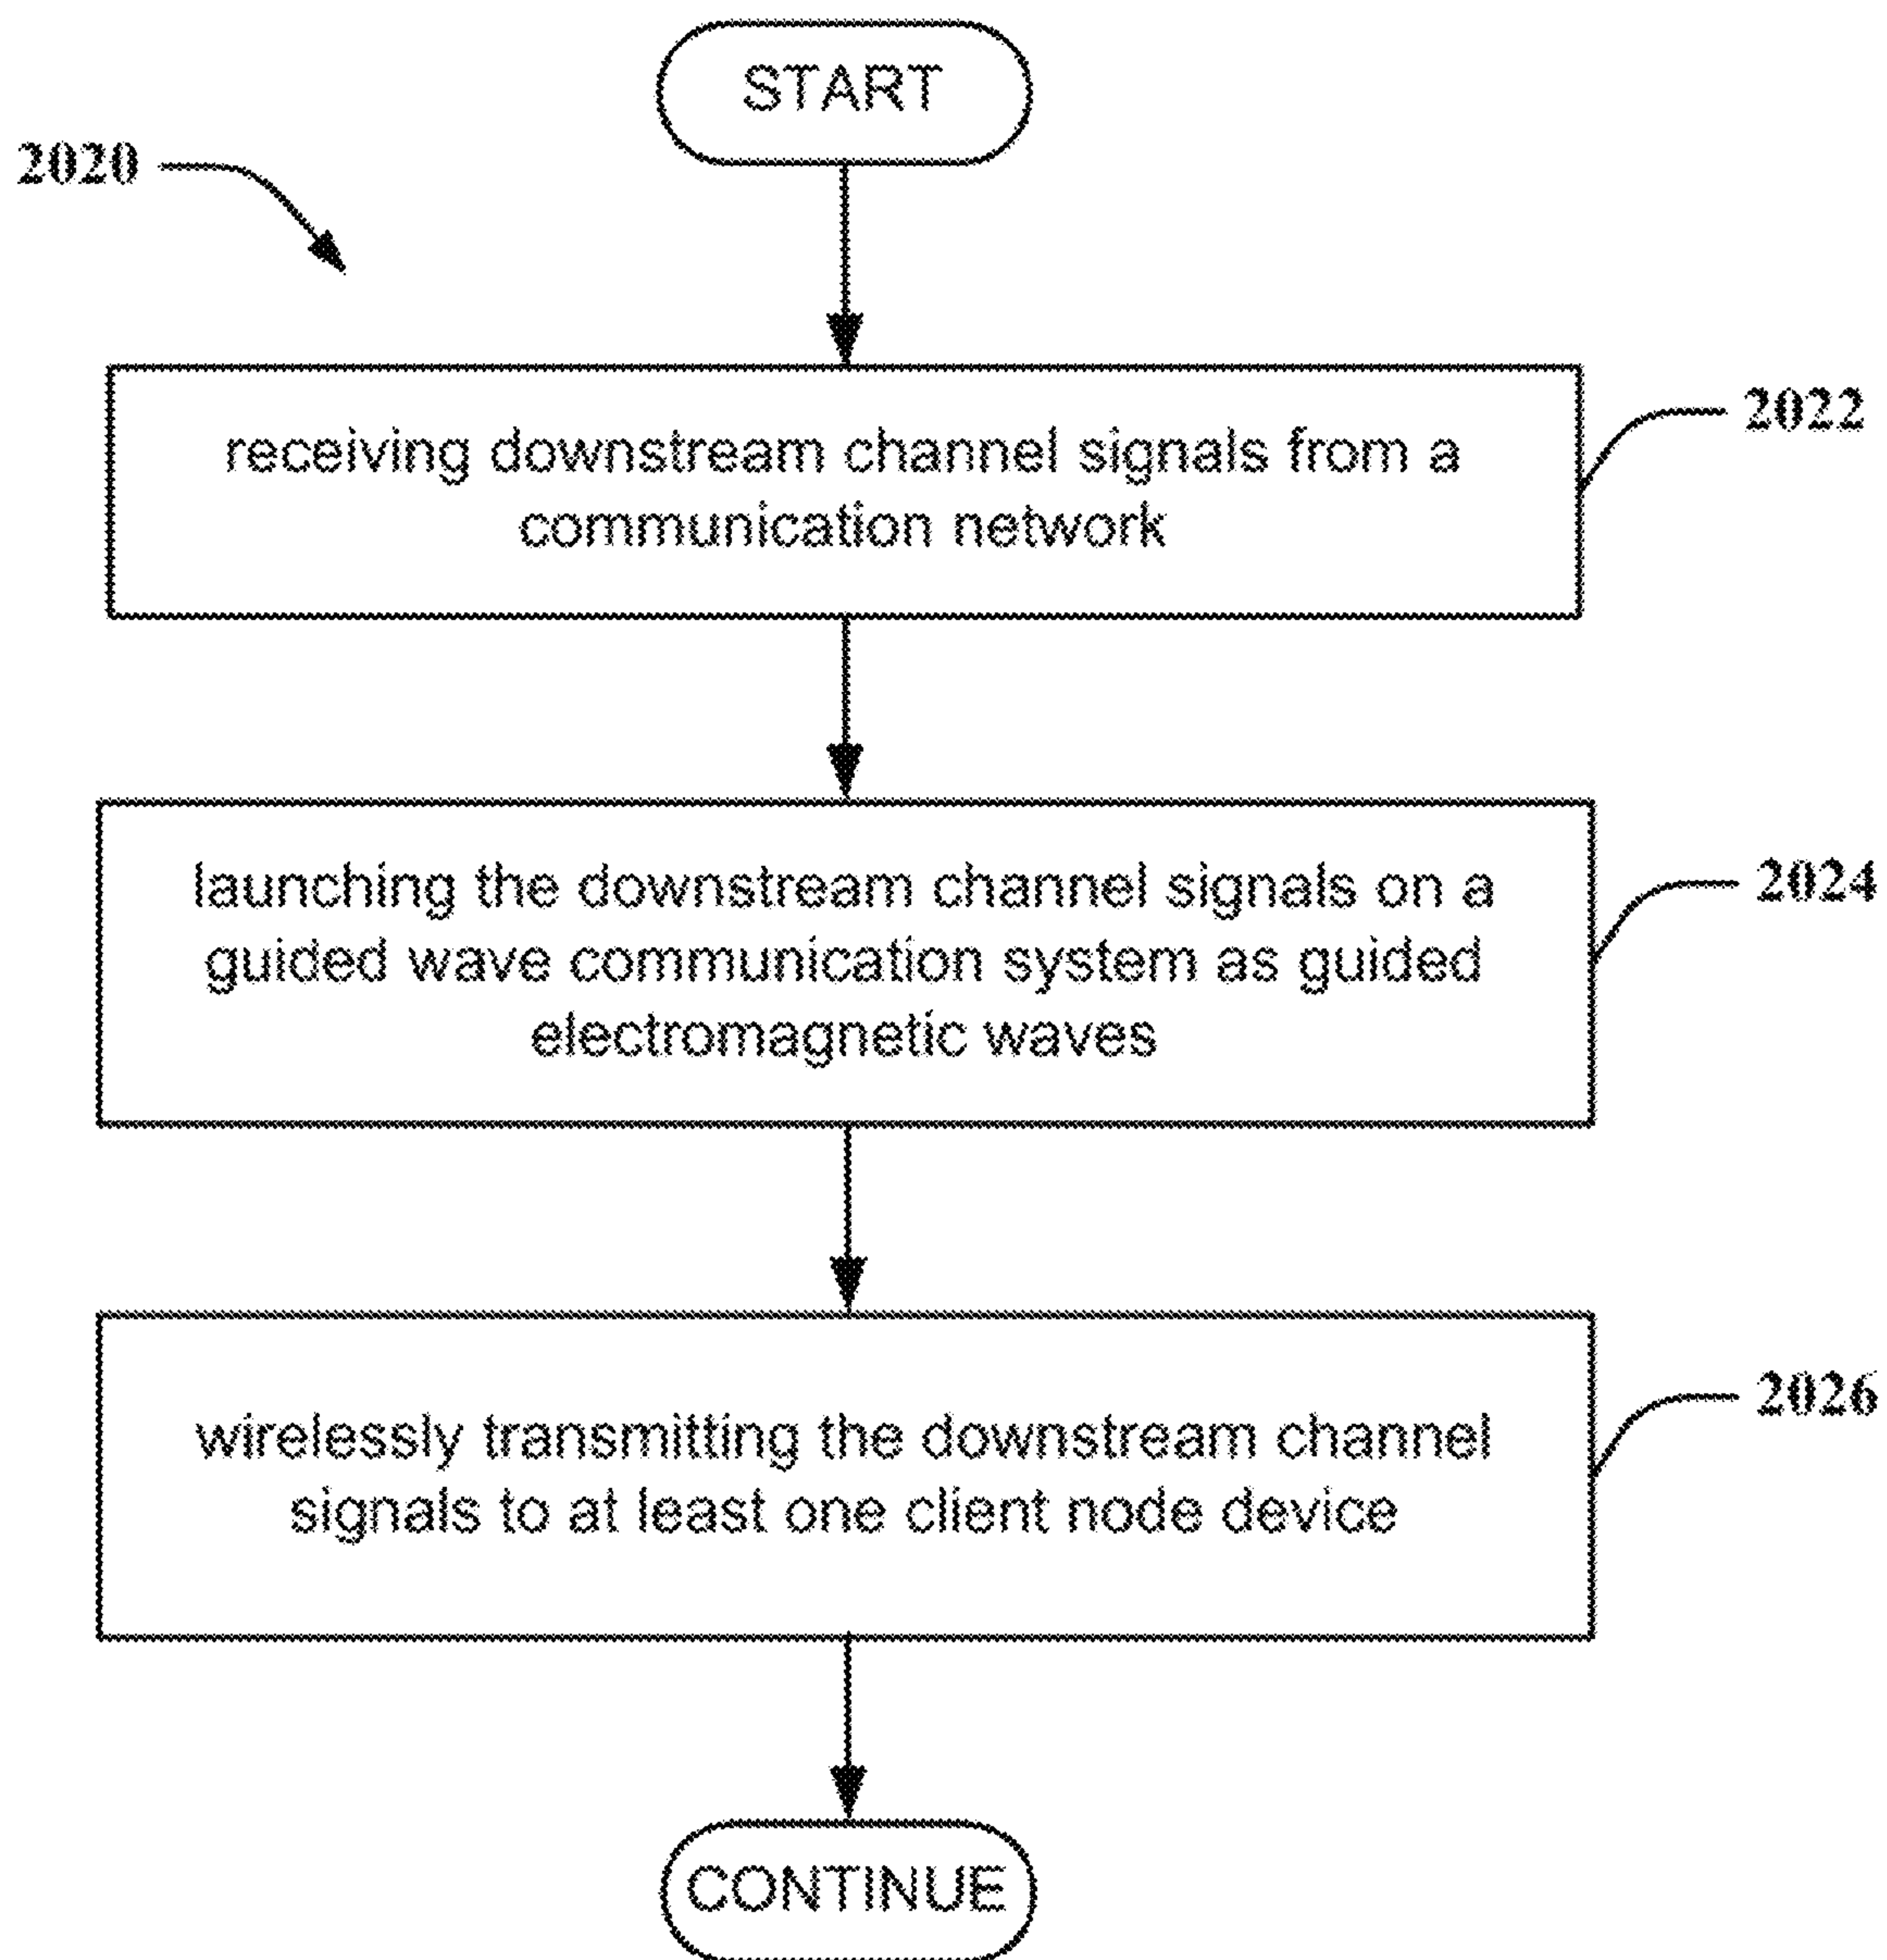 START
2020
receiving downstream channel signals from a
communication network
2022
launching the downstream channel signals on a
guided wave communication system as guided
electromagnetic waves
2024
wirelessly transmitting the downstream channel
signals to at least one client node device
2026
CONTINUE